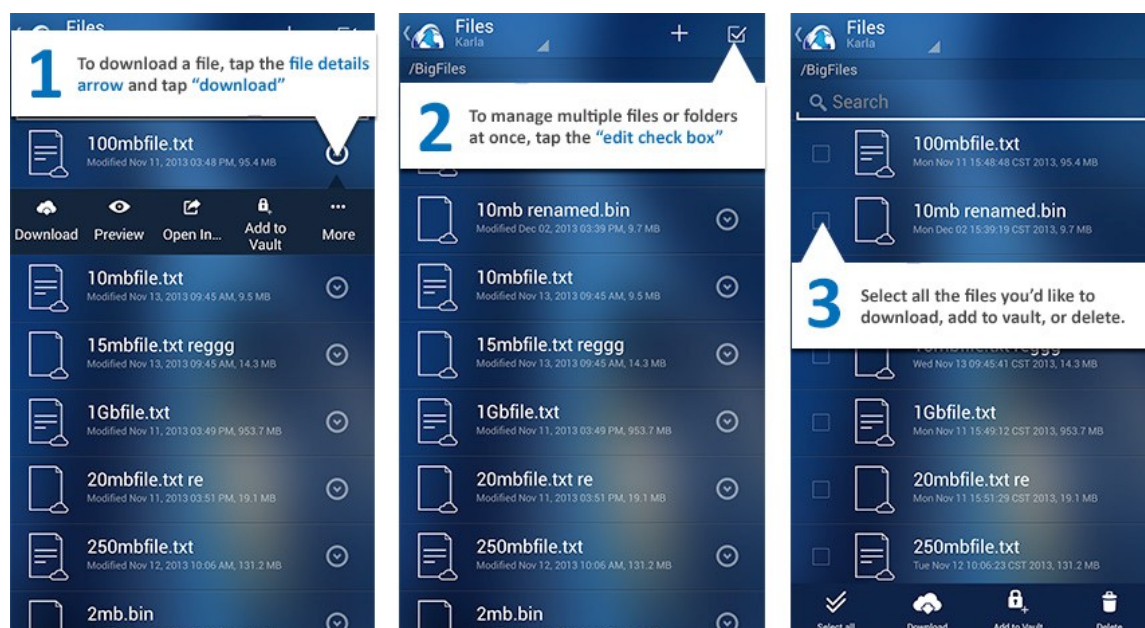 Files
1
To download a file, tap the file details
arrow and tap “download”
100mbfile.txt
Modified Nov 11, 2013 03:48 PM, 95.4 MB
Download Preview Open In... Add to Vault More
10mbfile.txt
Modified Nov 13, 2013 09:45 AM, 9.5 MB
15mbfile.txt reggg
Modified Nov 13, 2013 09:45 AM, 14.3 MB
1Gbfile.txt
Modified Nov 11, 2013 03:49 PM, 953.7 MB
20mbfile.txt re
Modified Nov 11, 2013 03:51 PM, 19.1 MB
250mbfile.txt
Modified Nov 12, 2013 10:06 AM, 131.2 MB
2mb.bin
Files
Karla
/BigFiles
2
To manage multiple files or folders
at once, tap the “edit check box”
10mb renamed.bin
Modified Dec 02, 2013 03:39 PM, 9.7 MB
10mbfile.txt
Modified Nov 13, 2013 09:45 AM, 9.5 MB
15mbfile.txt reggg
Modified Nov 13, 2013 09:45 AM, 14.3 MB
1Gbfile.txt
Modified Nov 11, 2013 03:49 PM, 953.7 MB
20mbfile.txt re
Modified Nov 11, 2013 03:51 PM, 19.1 MB
250mbfile.txt
Modified Nov 12, 2013 10:06 AM, 131.2 MB
2mb.bin
Files
Karla
/BigFiles
Search
100mbfile.txt
Mon Nov 11 15:48:48 CST 2013, 95.4 MB
10mb renamed.bin
Mon Dec 02 15:39:19 CST 2013, 9.7 MB
3
Select all the files you’d like to
download, add to vault, or delete.
Wed Nov 13 09:45:41 CST 2013, 14.3 MB
1Gbfile.txt
Mon Nov 11 15:49:12 CST 2013, 953.7 MB
20mbfile.txt re
Mon Nov 11 15:51:29 CST 2013, 19.1 MB
250mbfile.txt
Tue Nov 12 10:06:23 CST 2013, 131.2 MB
Select all Download Add to Vault Delete